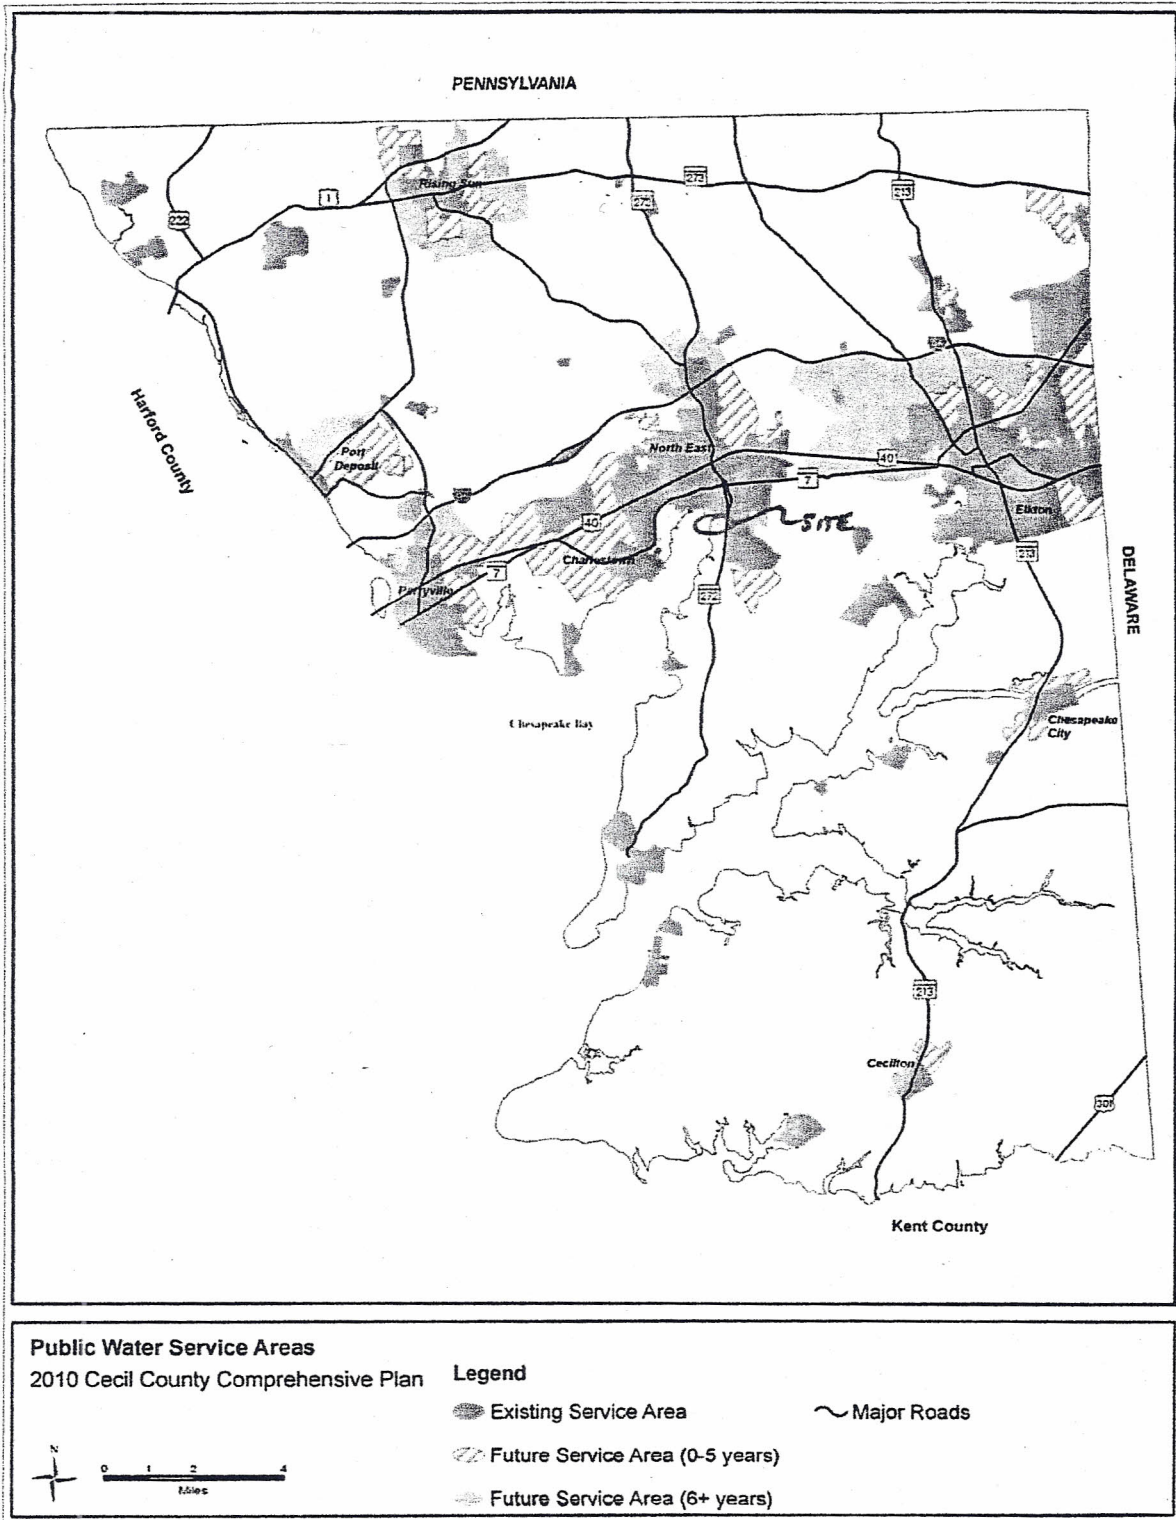 PENNSYLVANIA
Rising Sun
273
1
222
272
213
Harford County
Port
Deposit
North East
40
7
Elkton
SITE
40
Charlestown
7
Perryville
272
213
DELAWARE
Chesapeake Bay
Chesapeake
City
213
Cecilton
301
Kent County
Public Water Service Areas
2010 Cecil County Comprehensive Plan
Legend
Existing Service Area
Major Roads
Future Service Area (0-5 years)
Future Service Area (6+ years)
N
0 1 2 4
Miles